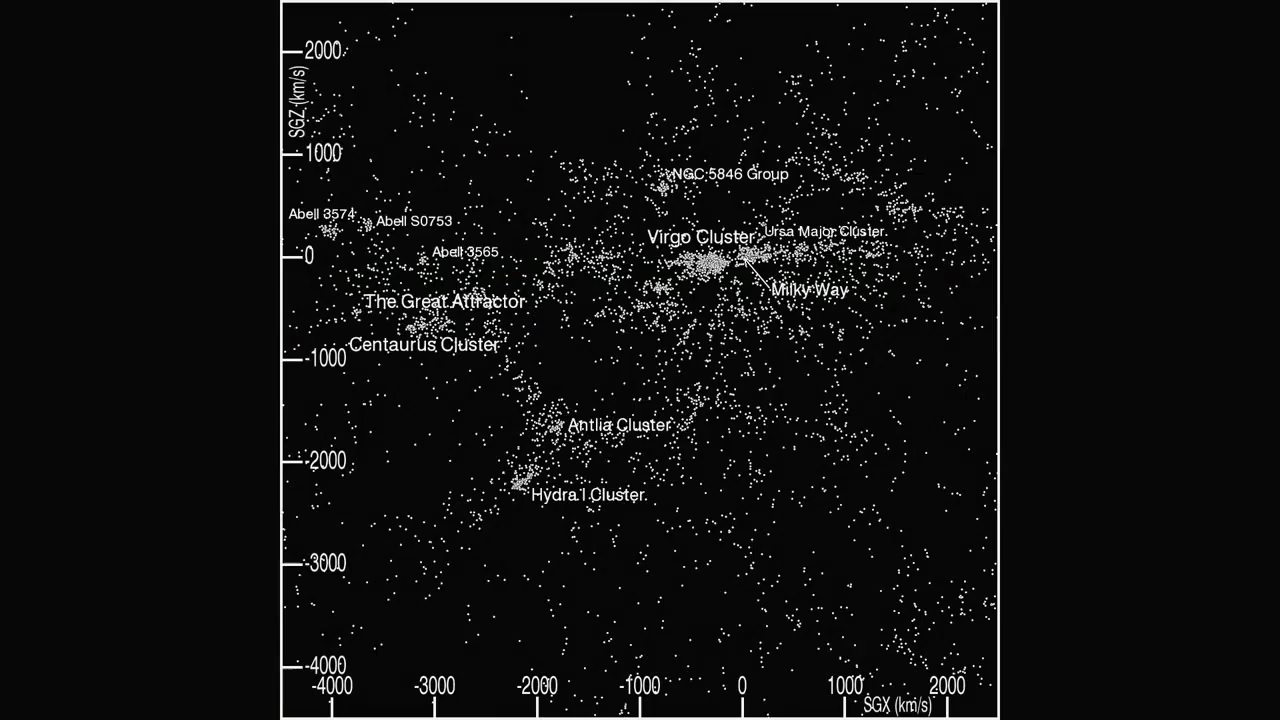 2000
SGZ (km/s)
1000
NGC 5846 Group
Abell 3574
Abell S0753
Virgo Cluster
Ursa Major Cluster
0
Abell 3565
Milky Way
The Great Attractor
Centaurus Cluster
-1000
Antlia Cluster
-2000
Hydra I Cluster
-3000
-4000
-4000 -3000 -2000 -1000 0 1000 2000
SGX (km/s)